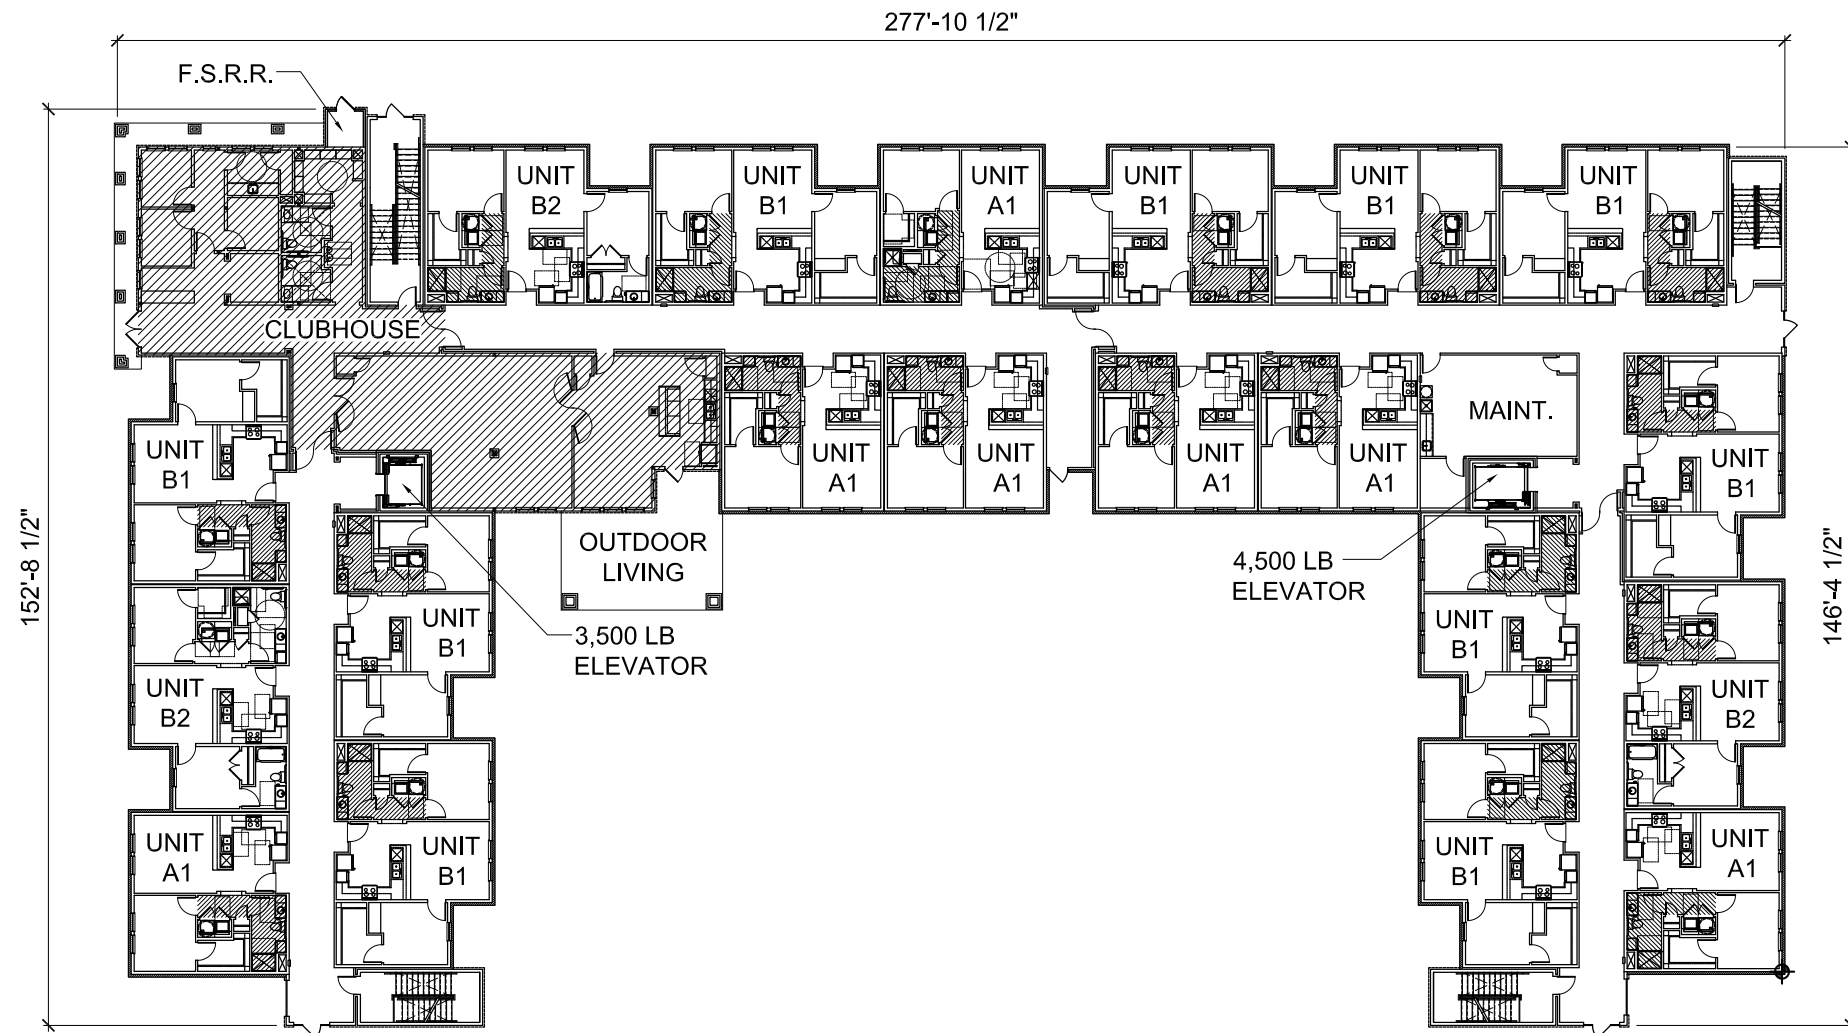 277'-10 1/2"
F.S.R.R.
UNIT
B2
UNIT
B1
UNIT
A1
UNIT
B1
UNIT
B1
UNIT
B1
CLUBHOUSE
MAINT.
UNIT
B1
UNIT
A1
UNIT
A1
UNIT
A1
UNIT
A1
UNIT
B1
152'-8 1/2"
OUTDOOR
LIVING
4,500 LB
ELEVATOR
146'-4 1/2"
3,500 LB
ELEVATOR
UNIT
B1
UNIT
B1
UNIT
B2
UNIT
B2
UNIT
A1
UNIT
B1
UNIT
B1
UNIT
A1